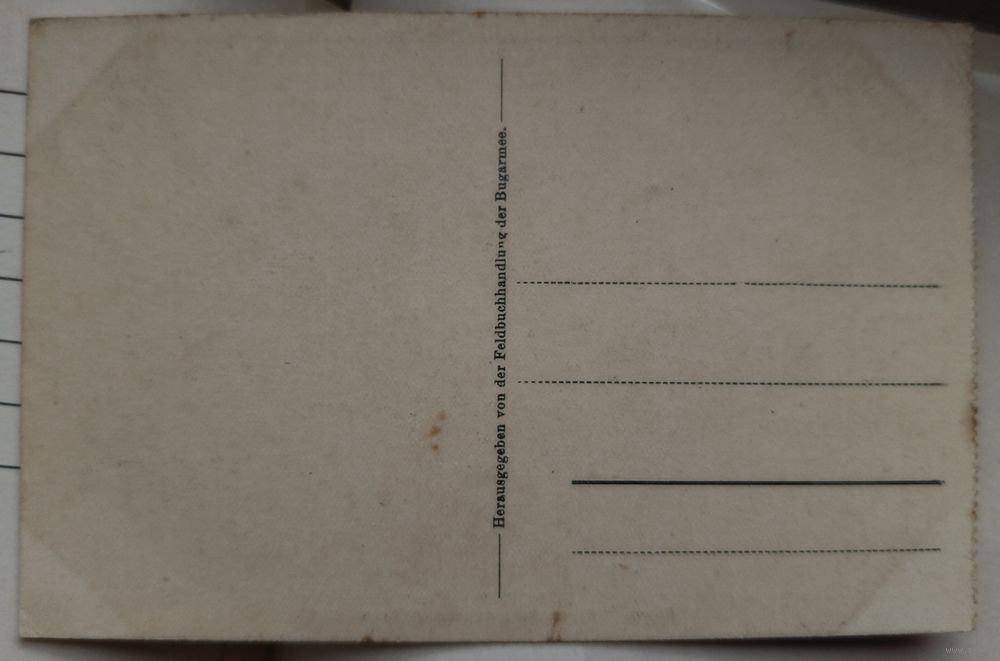 Herausgegeben von der Feldbuchhandlung der Bugarmee.